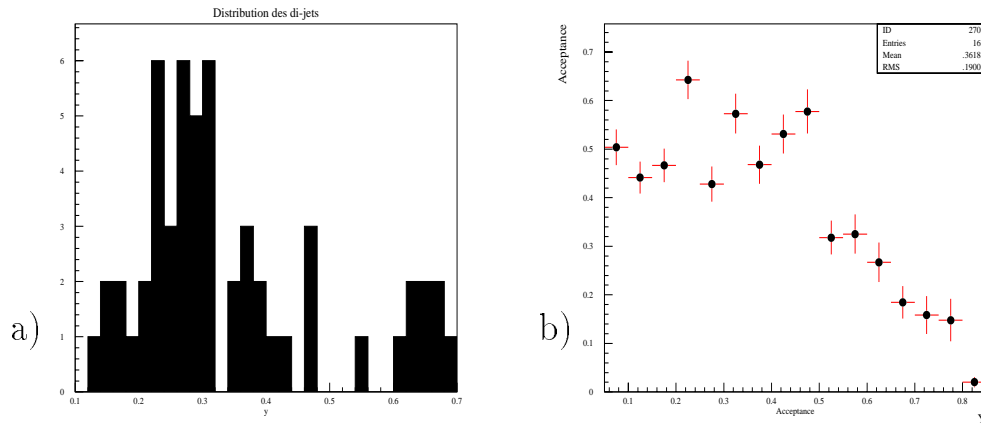 Distribution des di-jets
6
5
4
3
2
1
0
0.1 0.2 0.3 0.4 0.5 0.6 0.7
y
a)
Acceptance
ID 270
Entries 16
Mean .3618
RMS .1900
0.7
0.6
0.5
0.4
0.3
0.2
0.1
0
0.1 0.2 0.3 0.4 0.5 0.6 0.7 0.8
Acceptance
b)